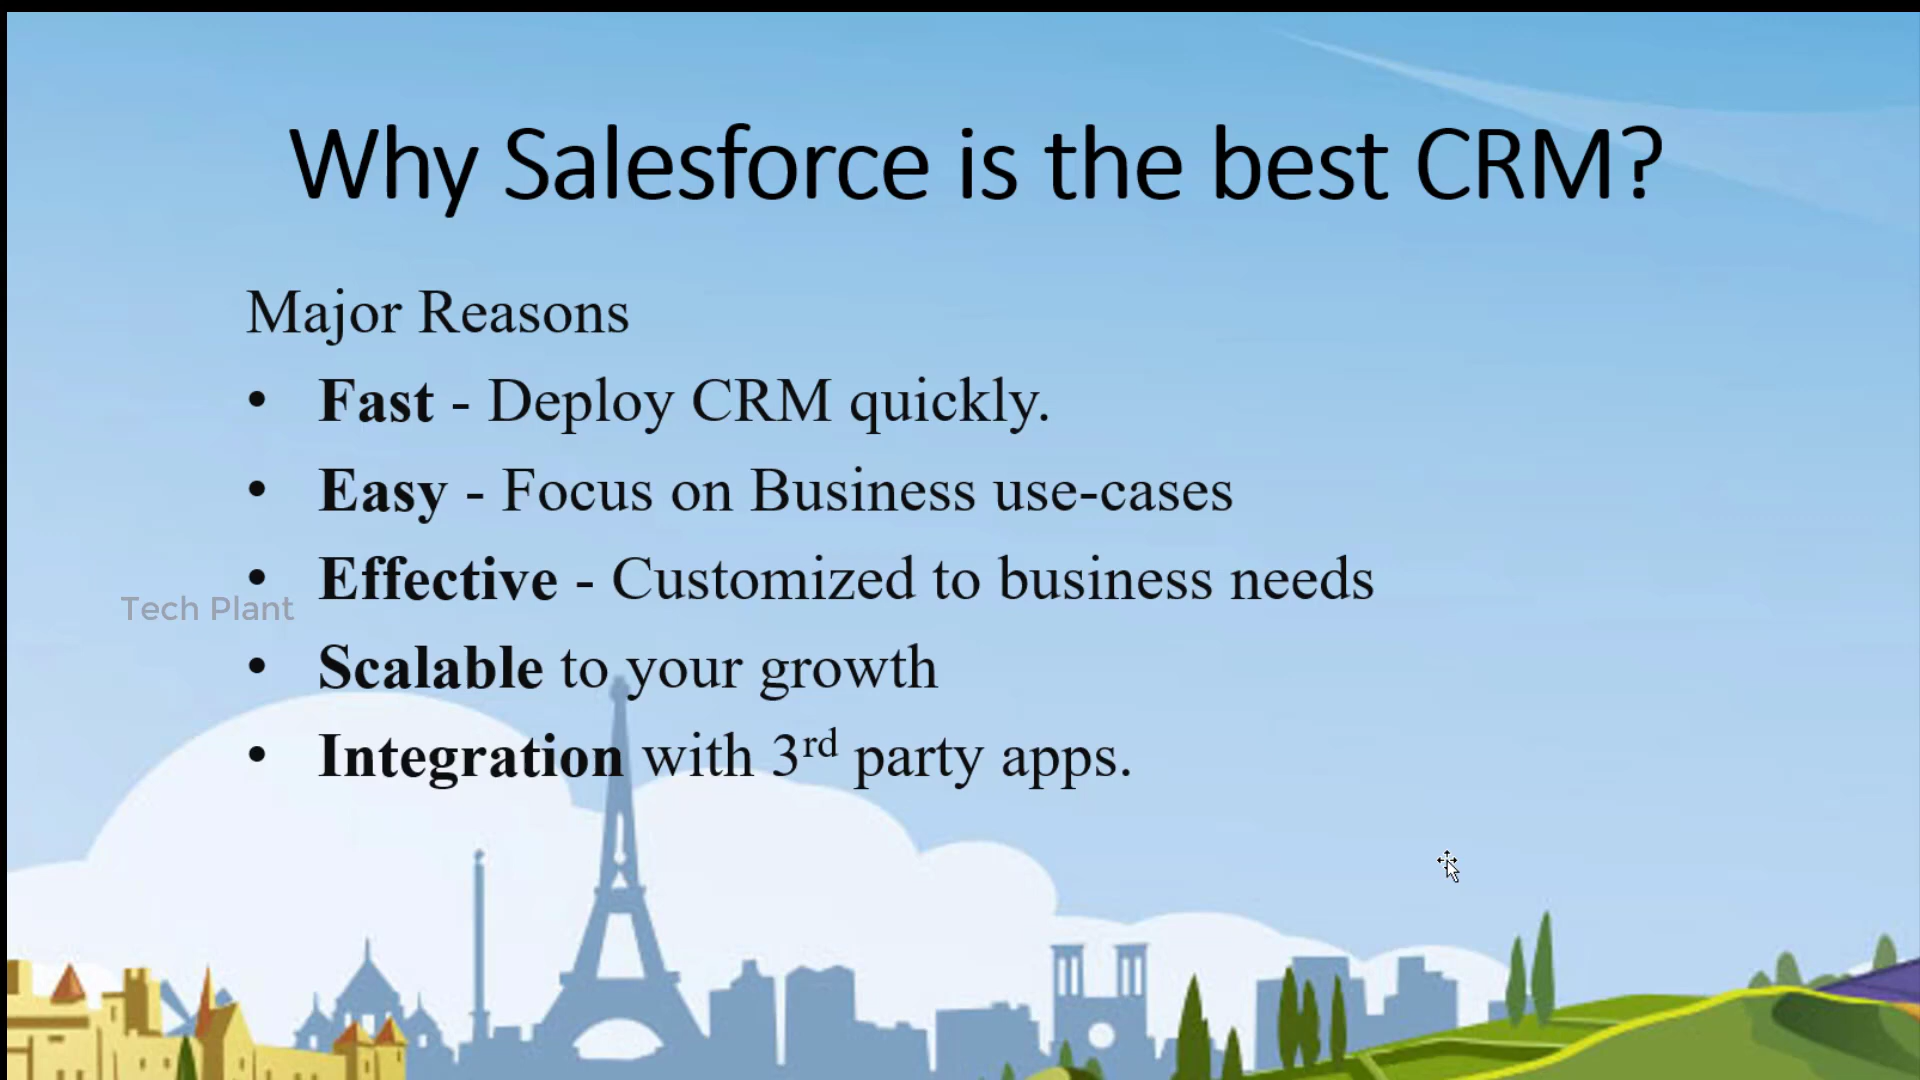 Why Salesforce is the best CRM?
Major Reasons
• Fast - Deploy CRM quickly.
• Easy - Focus on Business use-cases
• Effective - Customized to business needs
Tech Plant
• Scalable to your growth
• Integration with 3rd party apps.